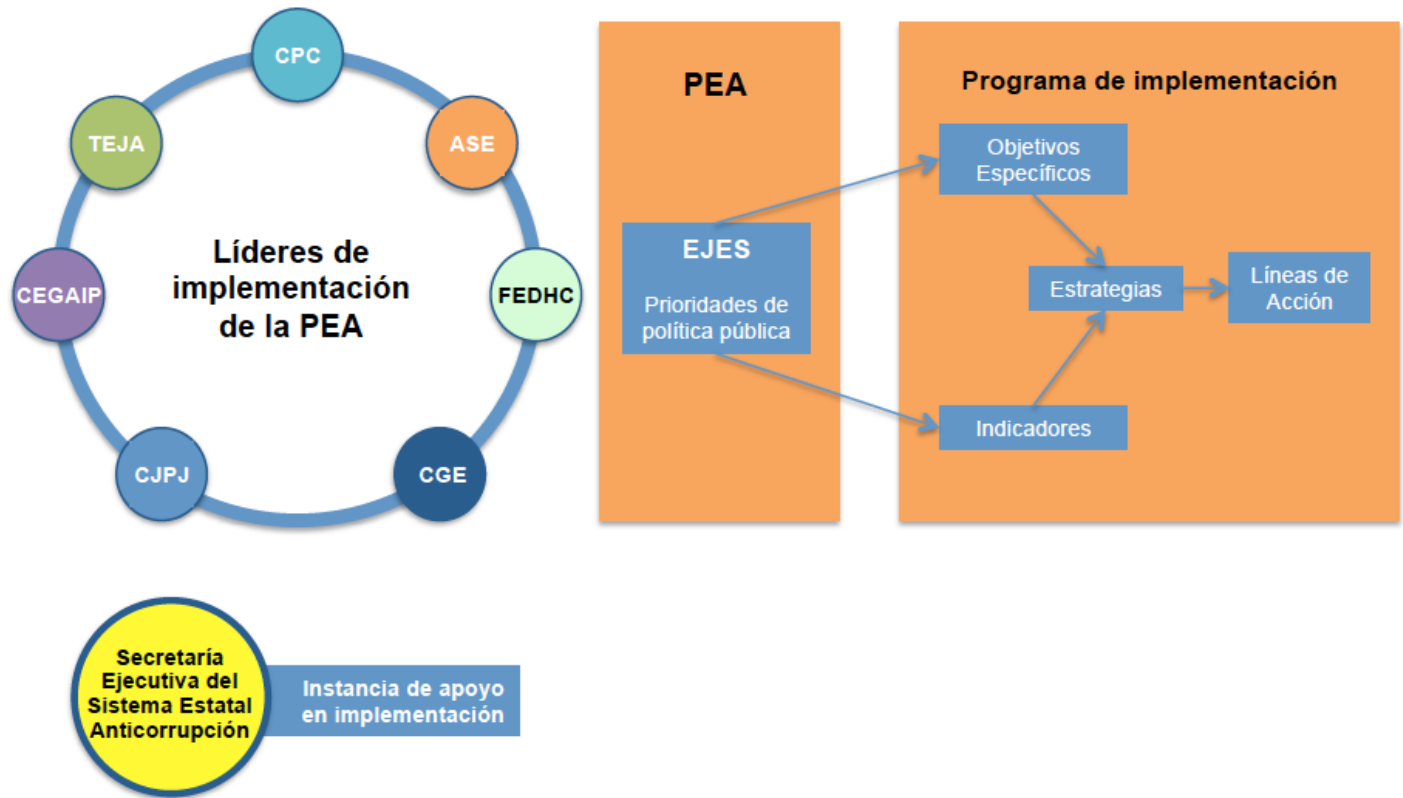 CPC
TEJA
ASE
CEGAIP
Líderes de
implementación
de la PEA
FEDHC
CJPJ
CGE
PEA
EJES
Prioridades de
política pública
Programa de implementación
Objetivos
Específicos
Estrategias
Líneas de
Acción
Indicadores
Secretaría
Ejecutiva del
Sistema Estatal
Anticorrupción
Instancia de apoyo
en implementación